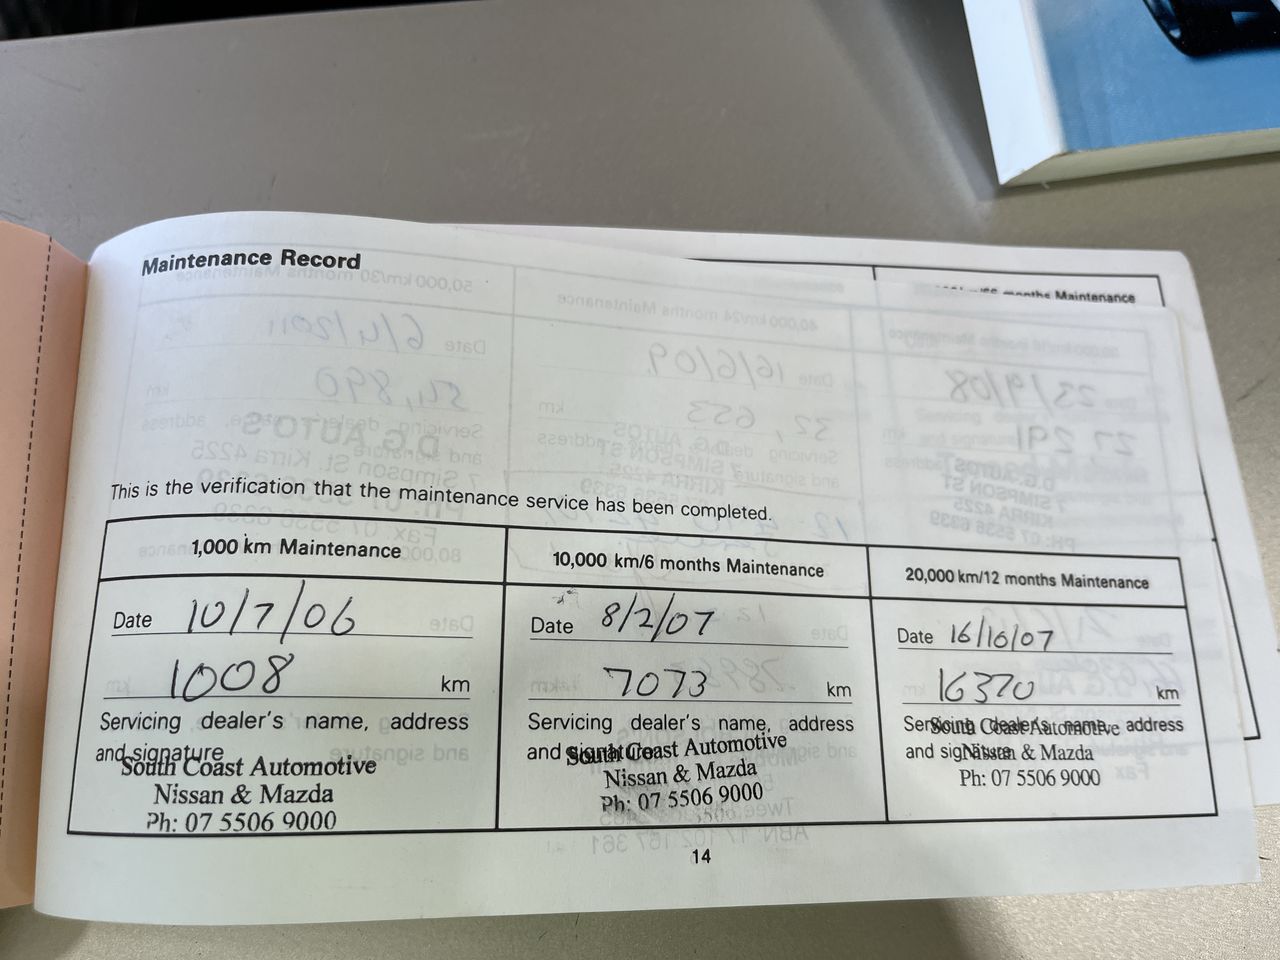 Maintenance Record
months Maintenance
This is the verification that the maintenance service has been completed.
1,000 km Maintenance
Date 10/7/06
1008 km
Servicing dealer's name, address
and signature
South Coast Automotive
Nissan & Mazda
Ph: 07 5506 9000
10,000 km/6 months Maintenance
Date 8/2/07
7073 km
Servicing dealer's name, address
and signature
South Coast Automotive
Nissan & Mazda
Ph: 07 5506 9000
20,000 km/12 months Maintenance
Date 16/10/07
16370 km
Servicing dealer's name, address
and signature
South Coast Automotive
Nissan & Mazda
Ph: 07 5506 9000
14